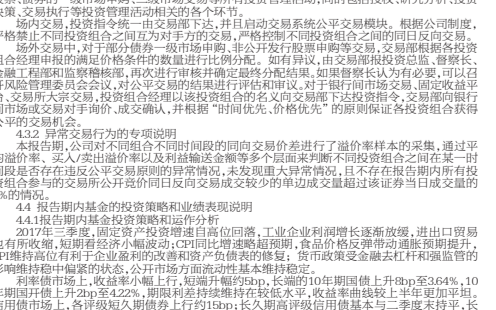 决策、交易执行等投资管理活动相关的各个环节。
场内交易,投资指令统一由交易部下达,并且启动交易系统公平交易模块。根据公司制度,
严格禁止不同投资组合之间互为对手方的交易,严格控制不同投资组合之间的同日反向交易。
场外交易中,对于部分债券一级市场申购、非公开发行股票申购等交易,交易部根据各投资
组合经理申报的满足价格条件的数量进行比例分配。如有异议,由交易部报投资总监、督察长、
金融工程部和监察稽核部,再次进行审核并确定最终分配结果。如果督察长认为有必要,可以召
开风险管理委员会会议,对公平交易的结果进行评估和审议。对于银行间市场交易、固定收益平
台、交易所大宗交易,投资组合经理以该投资组合的名义向交易部下达投资指令,交易部向银行
间市场或交易对手询价、成交确认,并根据“时间优先、价格优先”的原则保证各投资组合获得
公平的交易机会。
4.3.2 异常交易行为的专项说明
本报告期,公司对不同组合不同时间段的同向交易价差进行了溢价率样本的采集,通过平
均溢价率、买入/卖出溢价率以及利益输送金额等多个层面来判断不同投资组合之间在某一时
间段是否存在违反公平交易原则的异常情况,未发现重大异常情况,且不存在报告期内所有投
资组合参与的交易所公开竞价同日反向交易成交较少的单边成交量超过该证券当日成交量的
5%的情况。
4.4 报告期内基金的投资策略和业绩表现说明
4.4.1报告期内基金投资策略和运作分析
2017年三季度,固定资产投资增速自高位回落,工业企业利润增长逐渐放缓,进出口贸易
也有所收缩,短期看经济小幅波动;CPI同比增速略超预期,食品价格反弹带动通胀预期提升,
PPI维持高位有利于企业盈利的改善和资产负债表的修复; 货币政策受金融去杠杆和强监管的
影响维持稳中偏紧的状态,公开市场方面流动性基本维持稳定。
利率债市场上,收益率小幅上行,短端升幅约5bp,长端的10年期国债上升8bp至3.64%,10
年期国开债上升2bp至4.22%,期限利差持续维持在较低水平,收益率曲线较上半年更加平坦。
信用债市场上,各评级短久期债券上行约15bp;长久期高评级信用债基本与二季度末持平,长